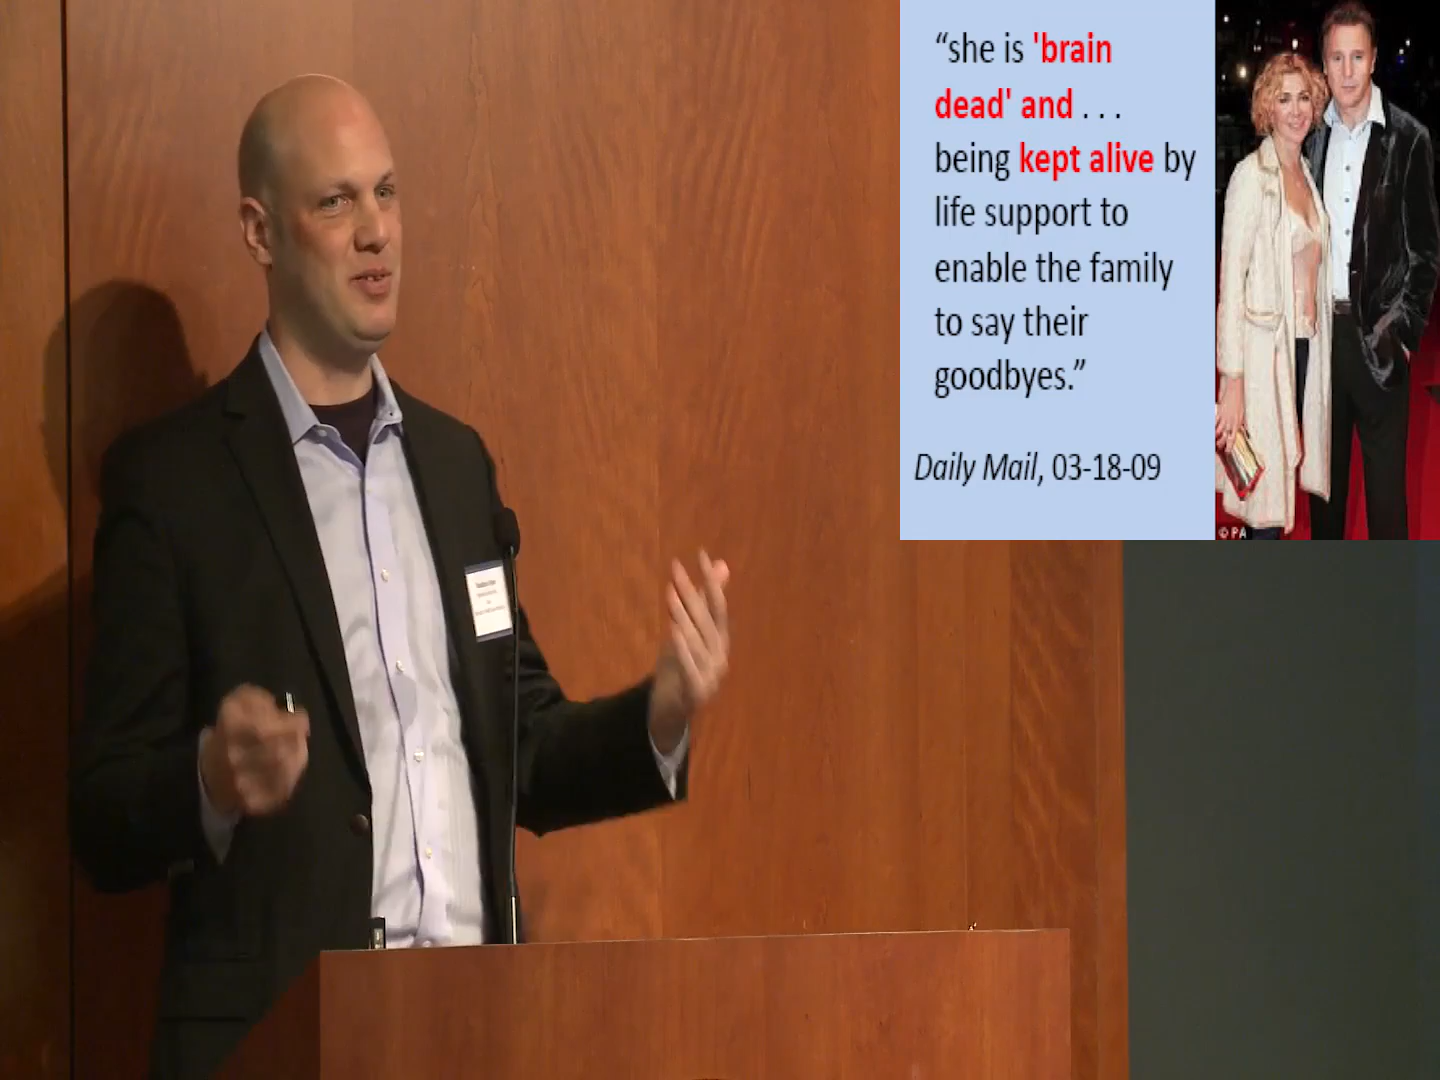 “she is 'brain
dead' and . . .
being kept alive by
life support to
enable the family
to say their
goodbyes.”
Daily Mail, 03-18-09
© PA